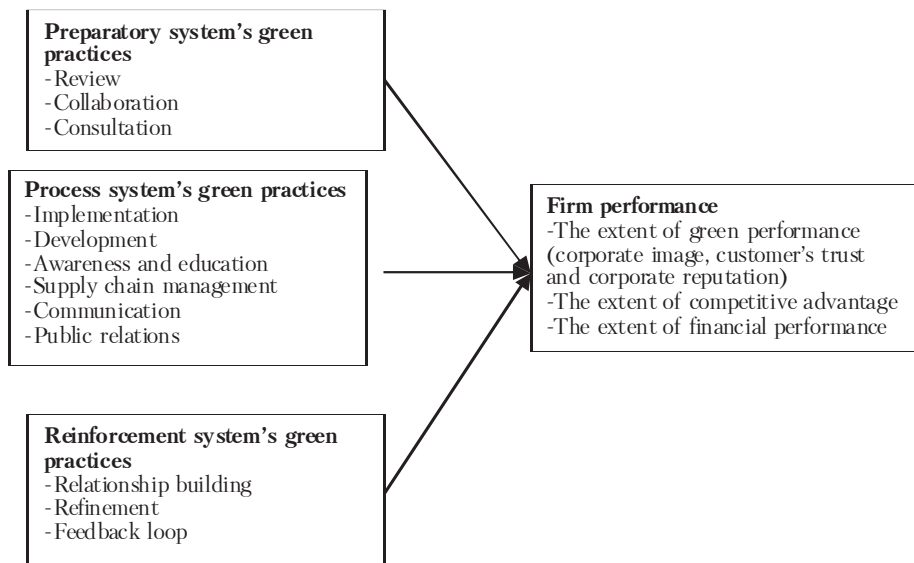 Preparatory system’s green
practices
-Review
-Collaboration
-Consultation
Process system’s green practices
-Implementation
-Development
-Awareness and education
-Supply chain management
-Communication
-Public relations
Reinforcement system’s green
practices
-Relationship building
-Refinement
-Feedback loop
Firm performance
-The extent of green performance
(corporate image, customer’s trust
and corporate reputation)
-The extent of competitive advantage
-The extent of financial performance